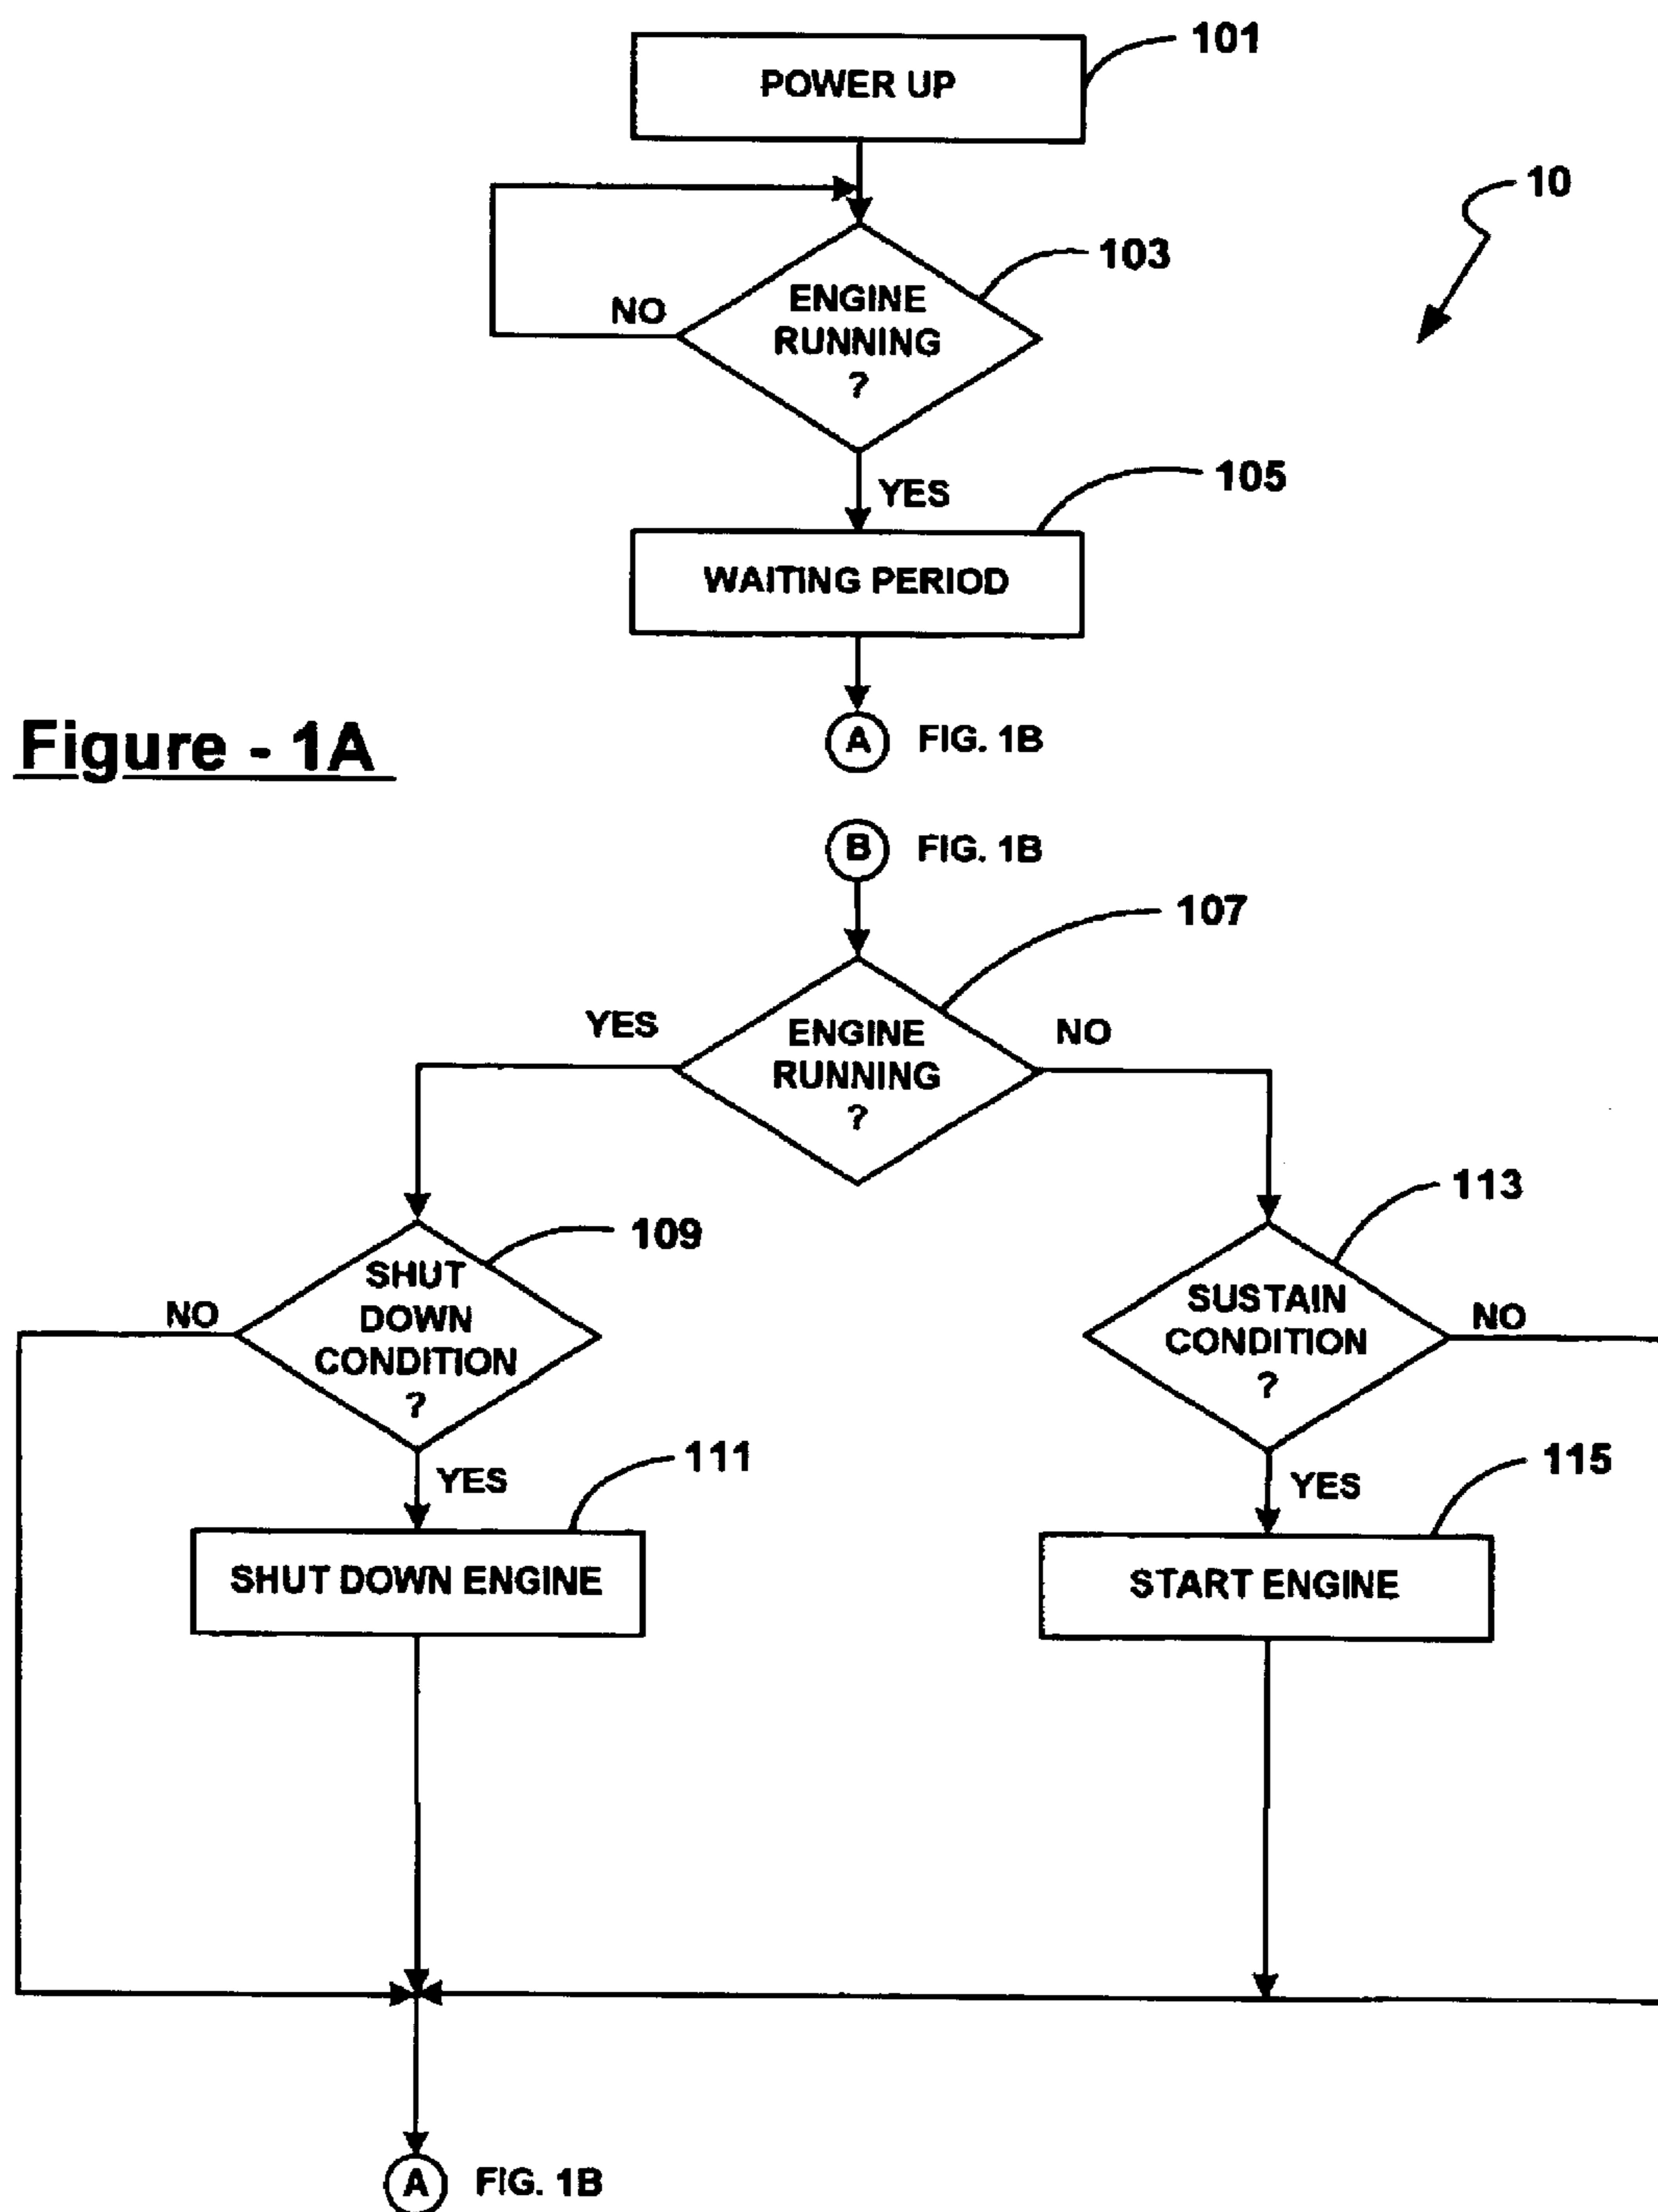 101
POWER UP
10
103
ENGINE
RUNNING
?
NO
105
YES
WAITING PERIOD
Figure - 1A
A FIG. 1B
B FIG. 1B
107
YES
ENGINE
RUNNING
?
NO
113
109
SHUT
DOWN
CONDITION
?
NO
SUSTAIN
CONDITION
?
NO
111
YES
115
YES
SHUT DOWN ENGINE
START ENGINE
A FIG. 1B